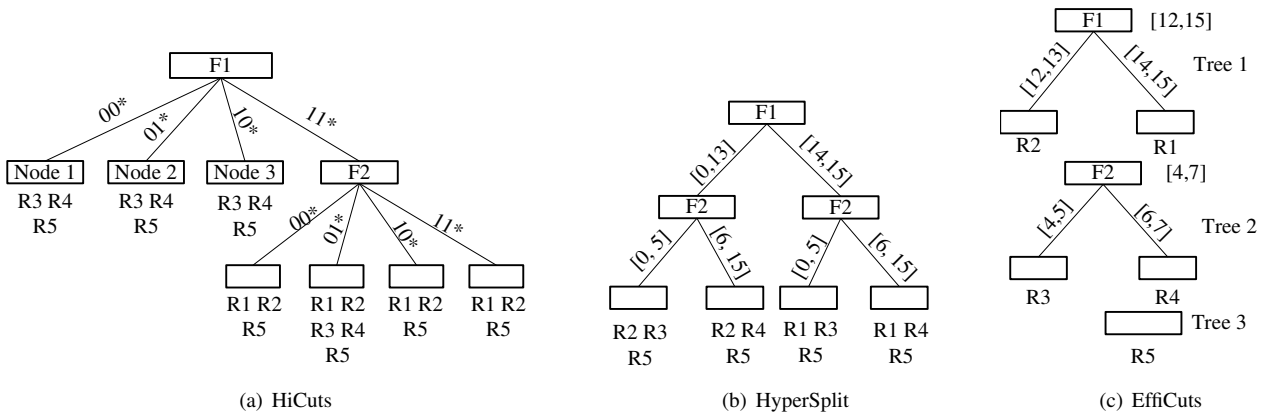 F1
00*
01*
10*
11*
Node 1
Node 2
Node 3
F2
R3 R4
R5
R3 R4
R5
R3 R4
R5
00*
01*
10*
11*
R1 R2
R5
R1 R2
R3 R4
R5
R1 R2
R5
R1 R2
R5
(a) HiCuts
F1
[0,13]
[14,15]
F2
F2
[0, 5]
[6, 15]
[0, 5]
[6, 15]
R2 R3
R5
R2 R4
R5
R1 R3
R5
R1 R4
R5
(b) HyperSplit
F1
[12,15]
[12,13]
[14,15]
Tree 1
R2
R1
F2
[4,7]
[4,5]
[6,7]
Tree 2
R3
R4
Tree 3
R5
(c) EffiCuts